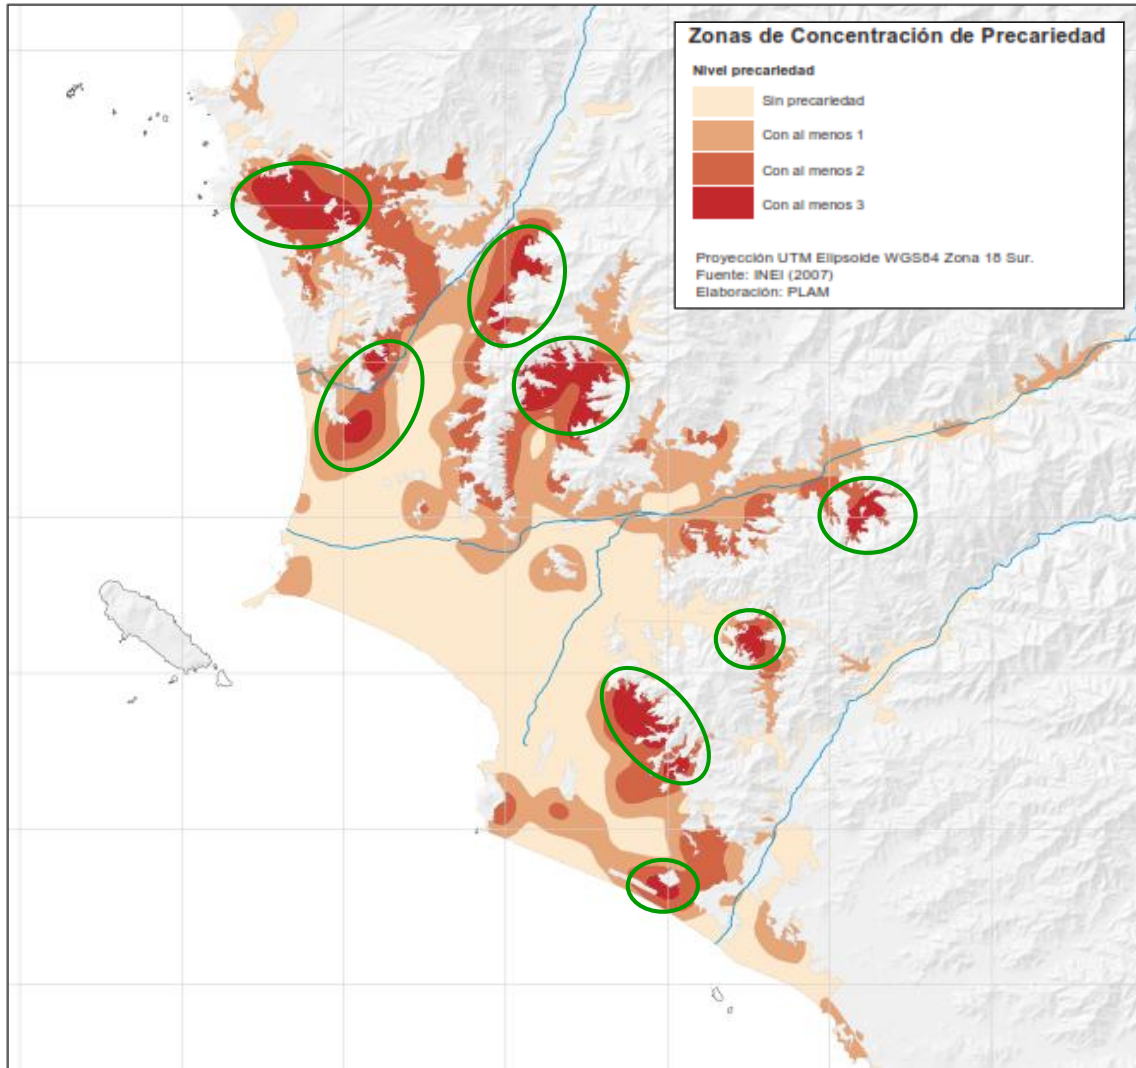 Zonas de Concentración de Precariedad
Nivel precariedad
Sin precariedad
Con al menos 1
Con al menos 2
Con al menos 3
Proyección UTM Elipsoide WGS84 Zona 18 Sur.
Fuente: INEI (2007)
Elaboración: PLAM